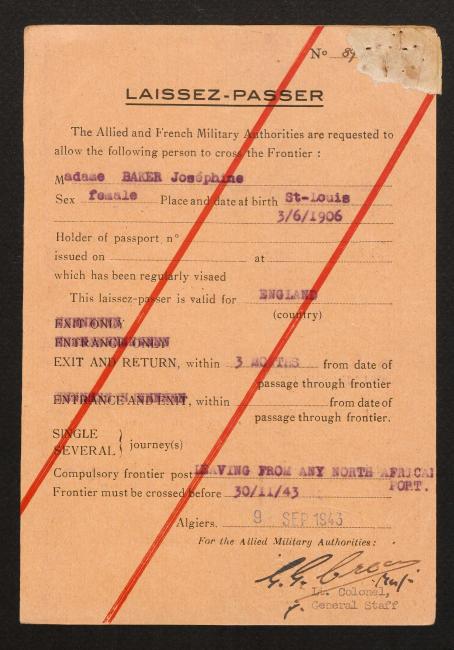 Nº 89
LAISSEZ-PASSER
The Allied and French Military Authorities are requested to
allow the following person to cross the Frontier :
Madame BAKER Joséphine
Sex female Place and date at birth St-Louis
3/6/1906
Holder of passport nº
issued on at
which has been regularly visaed
This laissez-passer is valid for ENGLAND
(country)
EXIT ONLY
ENTRANCE ONLY
EXIT AND RETURN, within 3 MONTHS from date of
passage through frontier
ENTRANCE AND EXIT, within from date of
passage through frontier.
SINGLE
SEVERAL } journey(s)
Compulsory frontier post LEAVING FROM ANY NORTH AFRICAN
PORT.
Frontier must be crossed before 30/11/43
Algiers. 9 SEP 1943
For the Allied Military Authorities :
Lt. Colonel,
General Staff